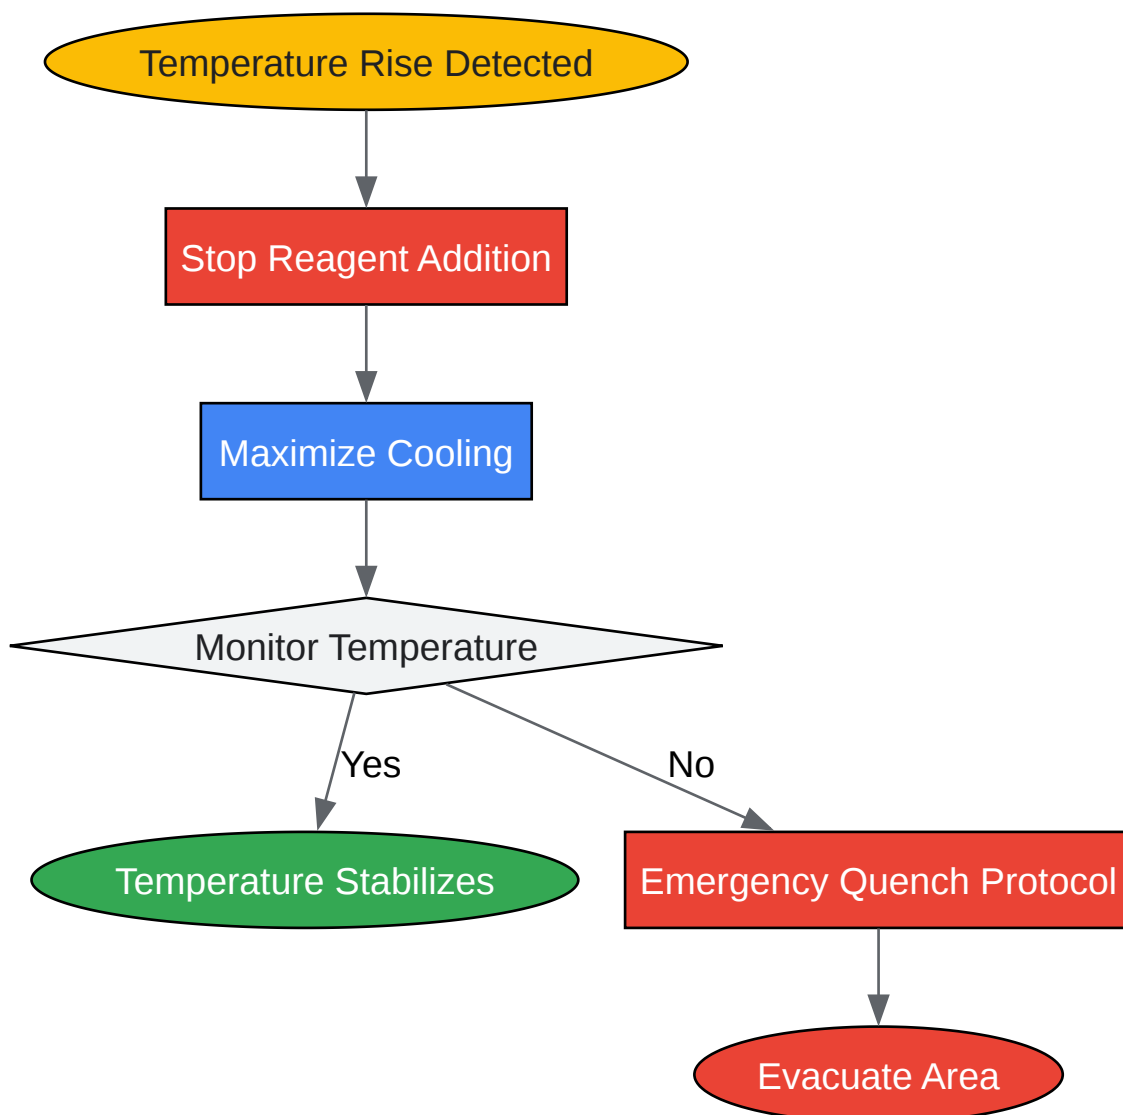 Temperature Rise Detected
Stop Reagent Addition
Maximize Cooling
Monitor Temperature
Yes
No
Temperature Stabilizes
Emergency Quench Protocol
Evacuate Area